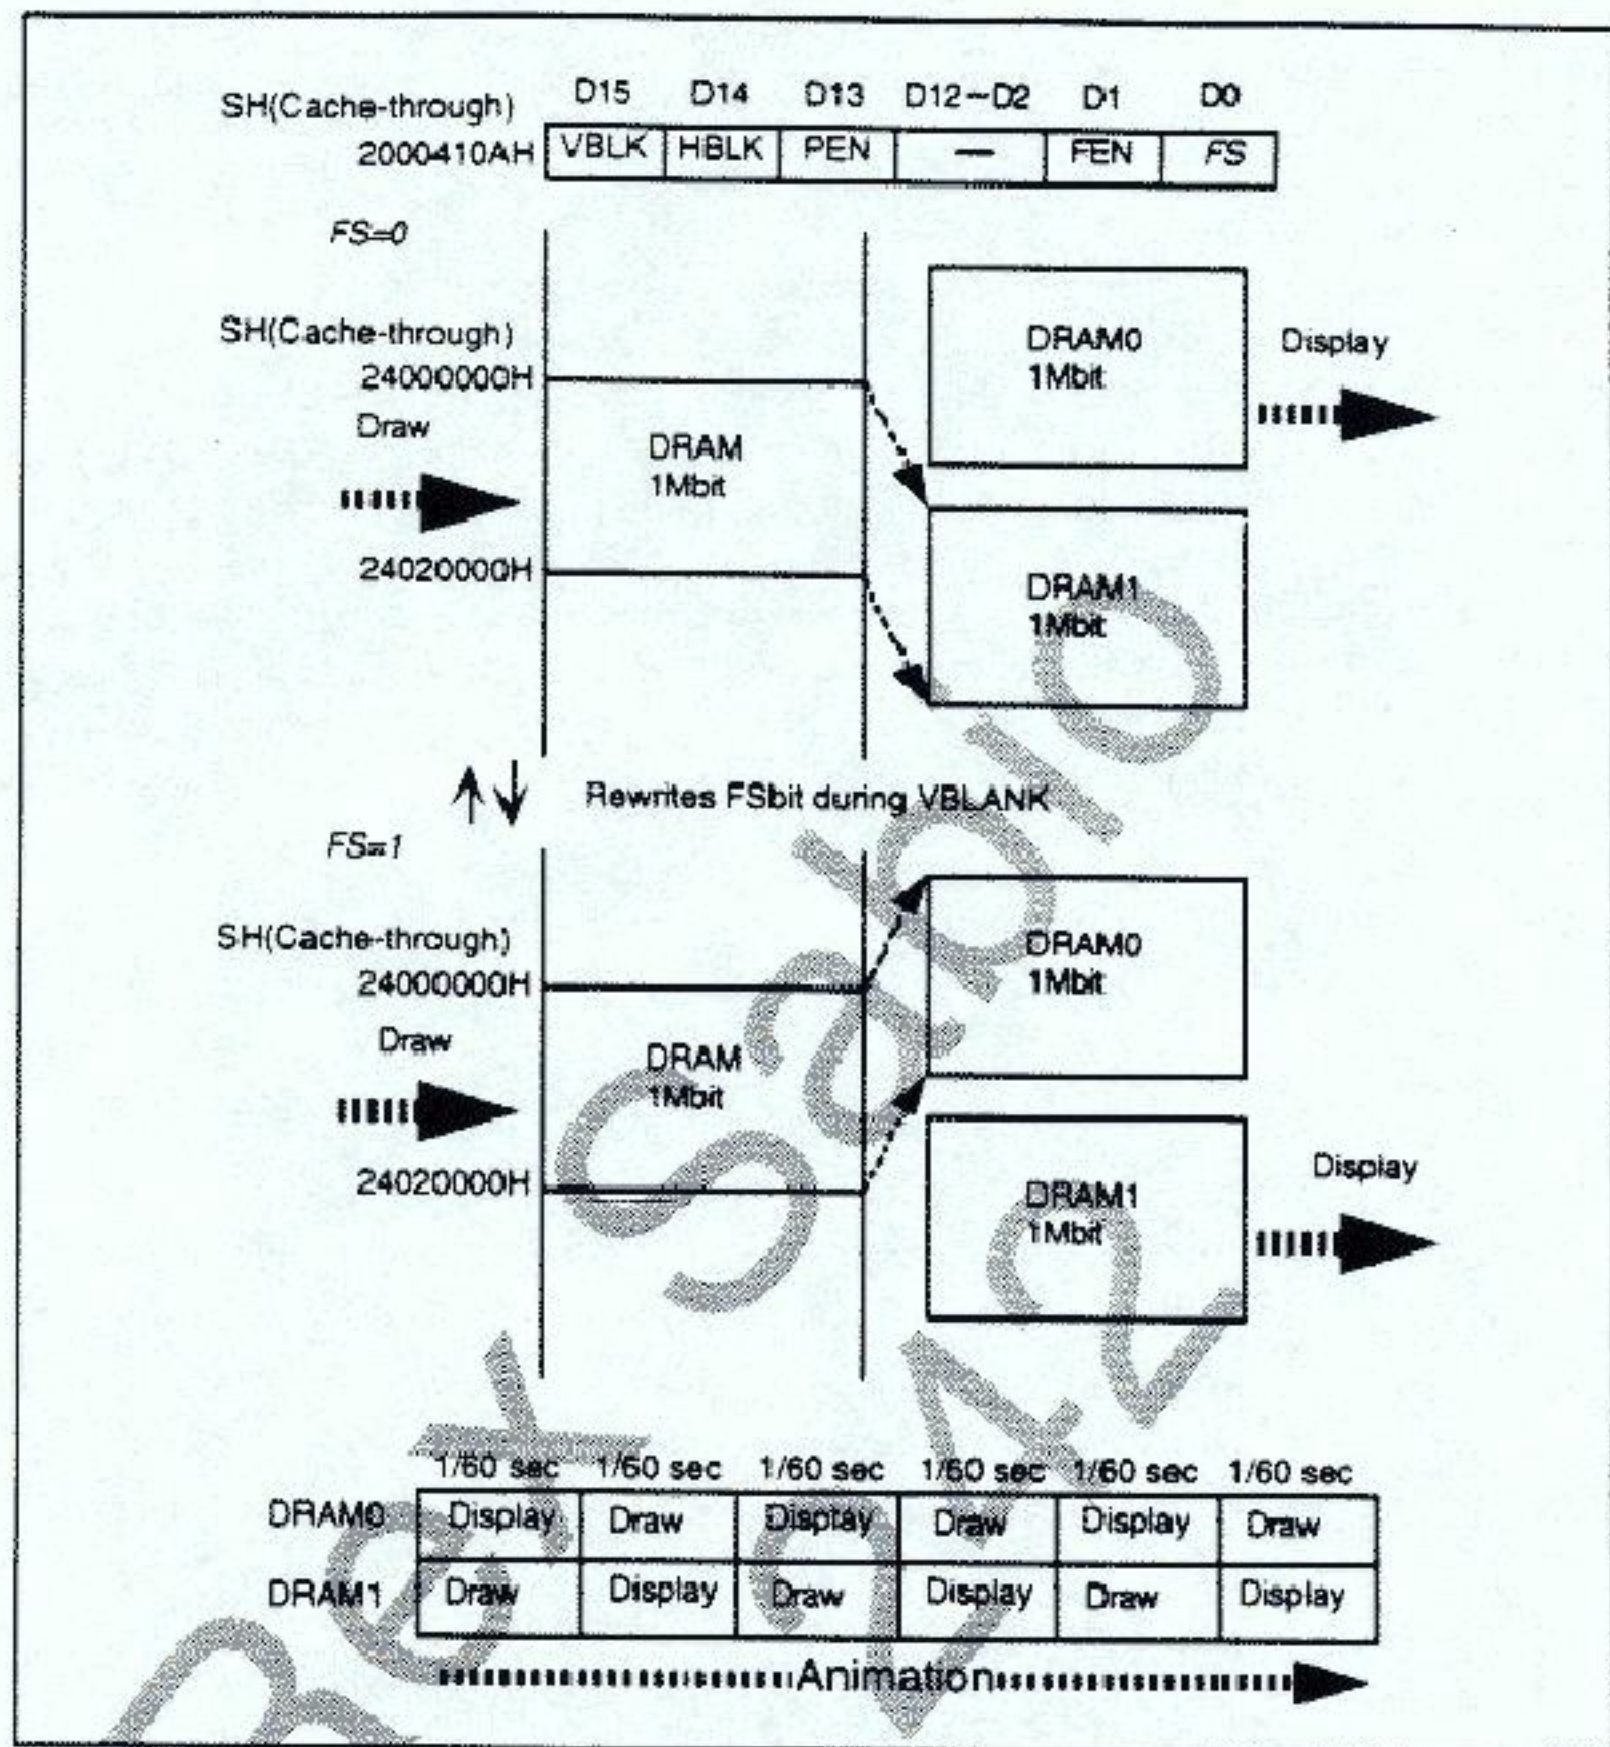 D15 D14 D13 D12~D2 D1 D0
SH(Cache-through)
2000410AH VBLK HBLK PEN — FEN FS
FS=0
SH(Cache-through)
24000000H
Draw
DRAM
1Mbit
24020000H
DRAM0
1Mbit
Display
DRAM1
1Mbit
Rewrites FSbit during VBLANK
FS=1
SH(Cache-through)
24000000H
Draw
DRAM
1Mbit
24020000H
DRAM0
1Mbit
DRAM1
1Mbit
Display
1/60 sec 1/60 sec 1/60 sec 1/60 sec 1/60 sec 1/60 sec
DRAM0 Display Draw Display Draw Display Draw
DRAM1 Draw Display Draw Display Draw Display
Animation
Berk Sabio
242